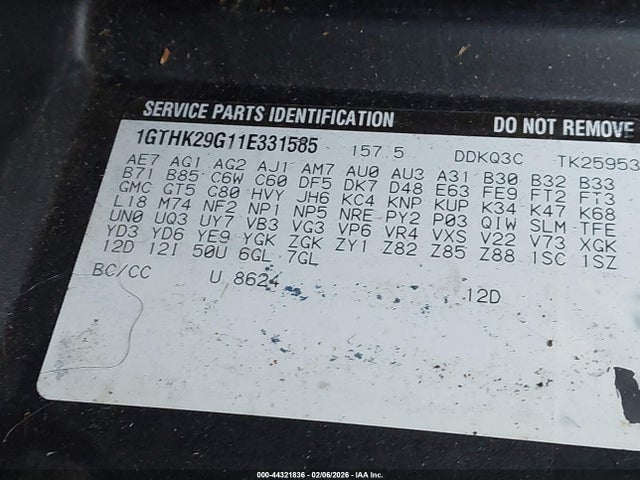 SERVICE PARTS IDENTIFICATION DO NOT REMOVE
1GTHK29G11E331585 157.5 DDKQ3C TK25953
AE7 AG1 AG2 AJ1 AM7 AU0 AU3 A31 B30 B32 B33
B71 B85 C6W C60 DF5 DK7 D48 E63 FE9 FT2 FT3
GMC GT5 C80 HVY JH6 KC4 KNP KUP K34 K47 K68
L18 M74 NF2 NP1 NP5 NRE PY2 P03 QIW SLM TFE
UN0 UQ3 UY7 VB3 VG3 VP6 VR4 VXS V22 V73 XGK
YD3 YD6 YE9 YGK ZGK ZY1 Z82 Z85 Z88 1SC 1SZ
12D 12I 50U 6GL 7GL
BC/CC U 8624 12D
000-44321836 - 02/06/2026 - IAA Inc.